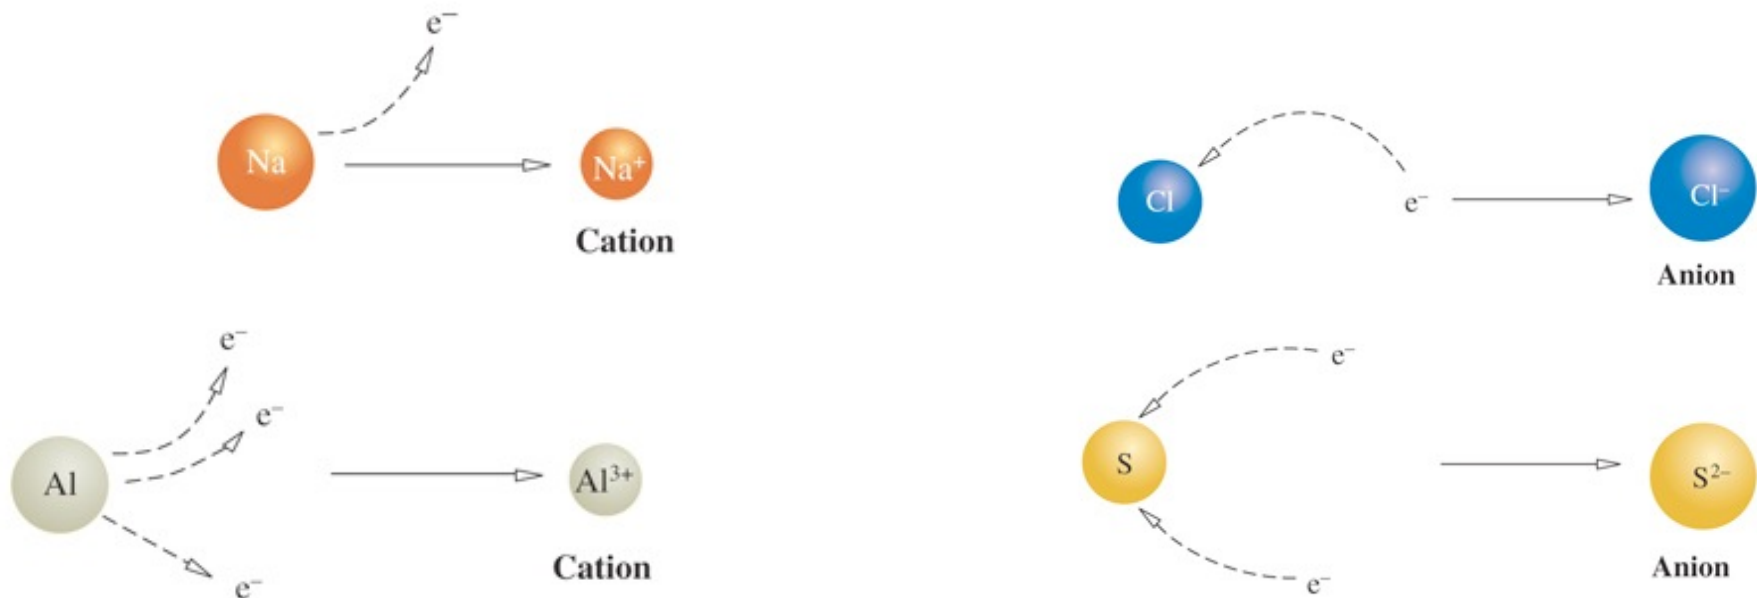 e⁻
Na
Na⁺
Cation
Cl
e⁻
Cl⁻
Anion
e⁻
e⁻
Al
Al³⁺
e⁻
Cation
e⁻
S
S²⁻
e⁻
Anion